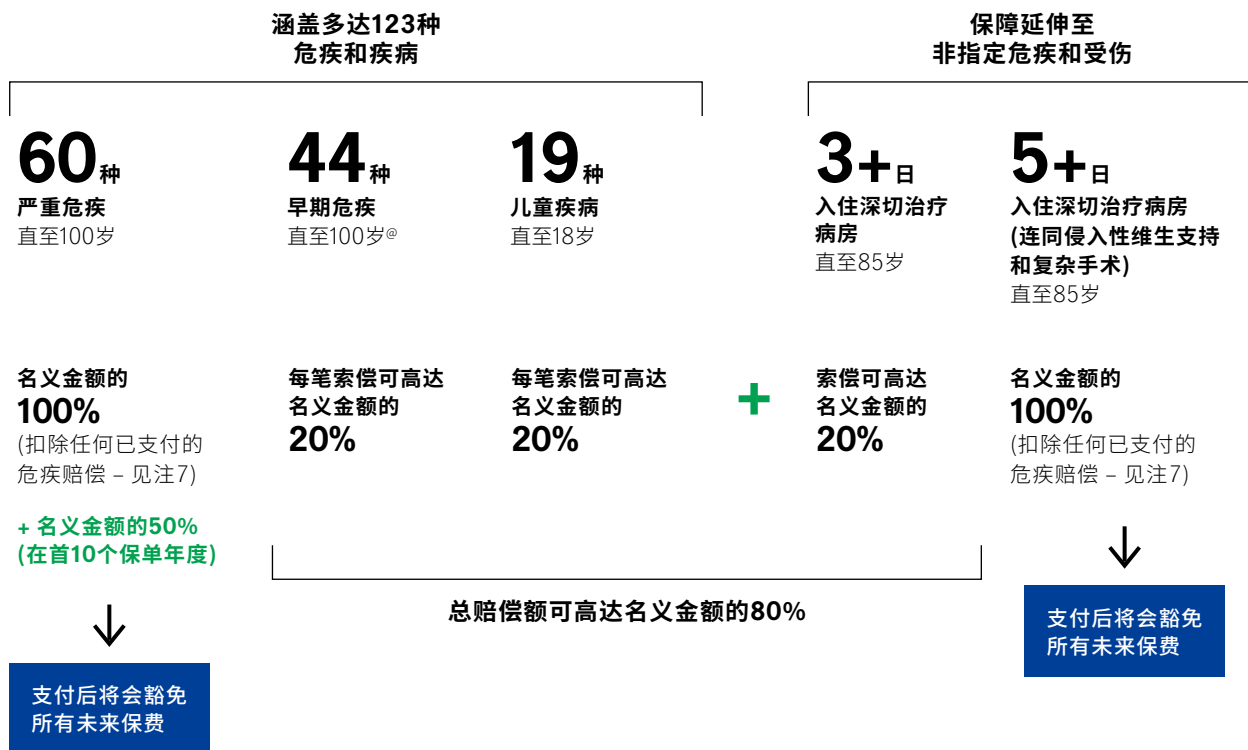 涵盖多达123种
危疾和疾病
保障延伸至
非指定危疾和受伤
60种
严重危疾
直至100岁
44种
早期危疾
直至100岁@
19种
儿童疾病
直至18岁
3+日
入住深切治疗
病房
直至85岁
5+日
入住深切治疗病房
(连同侵入性维生支持
和复杂手术)
直至85岁
名义金额的
100%
(扣除任何已支付的
危疾赔偿 – 见注7)
+ 名义金额的50%
(在首10个保单年度)
每笔索偿可高达
名义金额的
20%
每笔索偿可高达
名义金额的
20%
+
索偿可高达
名义金额的
20%
名义金额的
100%
(扣除任何已支付的
危疾赔偿 – 见注7)
总赔偿额可高达名义金额的80%
支付后将会豁免
所有未来保费
支付后将会豁免
所有未来保费